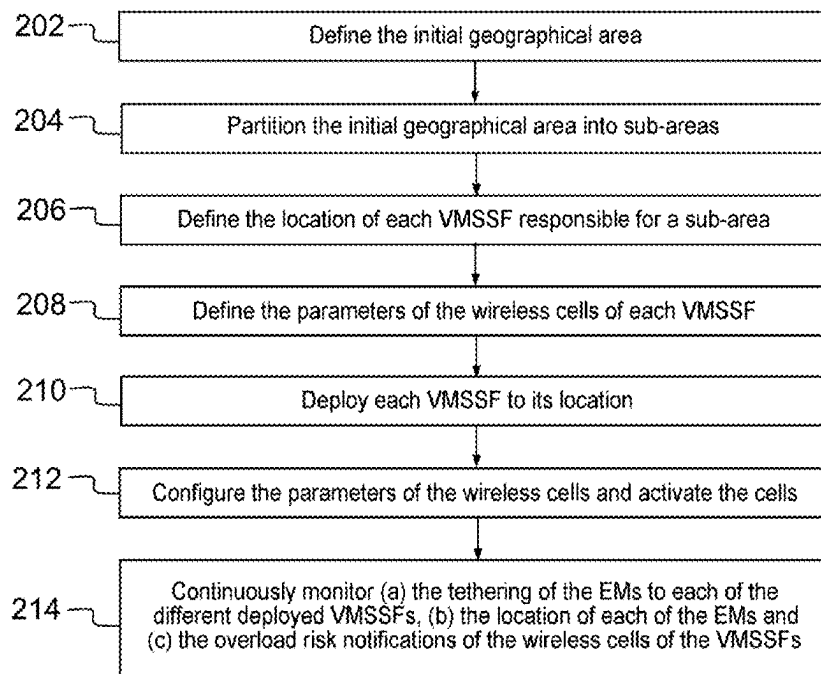 202
Define the initial geographical area
204
Partition the initial geographical area into sub-areas
206
Define the location of each VMSSF responsible for a sub-area
208
Define the parameters of the wireless cells of each VMSSF
210
Deploy each VMSSF to its location
212
Configure the parameters of the wireless cells and activate the cells
214
Continuously monitor (a) the tethering of the EMs to each of the
different deployed VMSSFs, (b) the location of each of the EMs and
(c) the overload risk notifications of the wireless cells of the VMSSFs